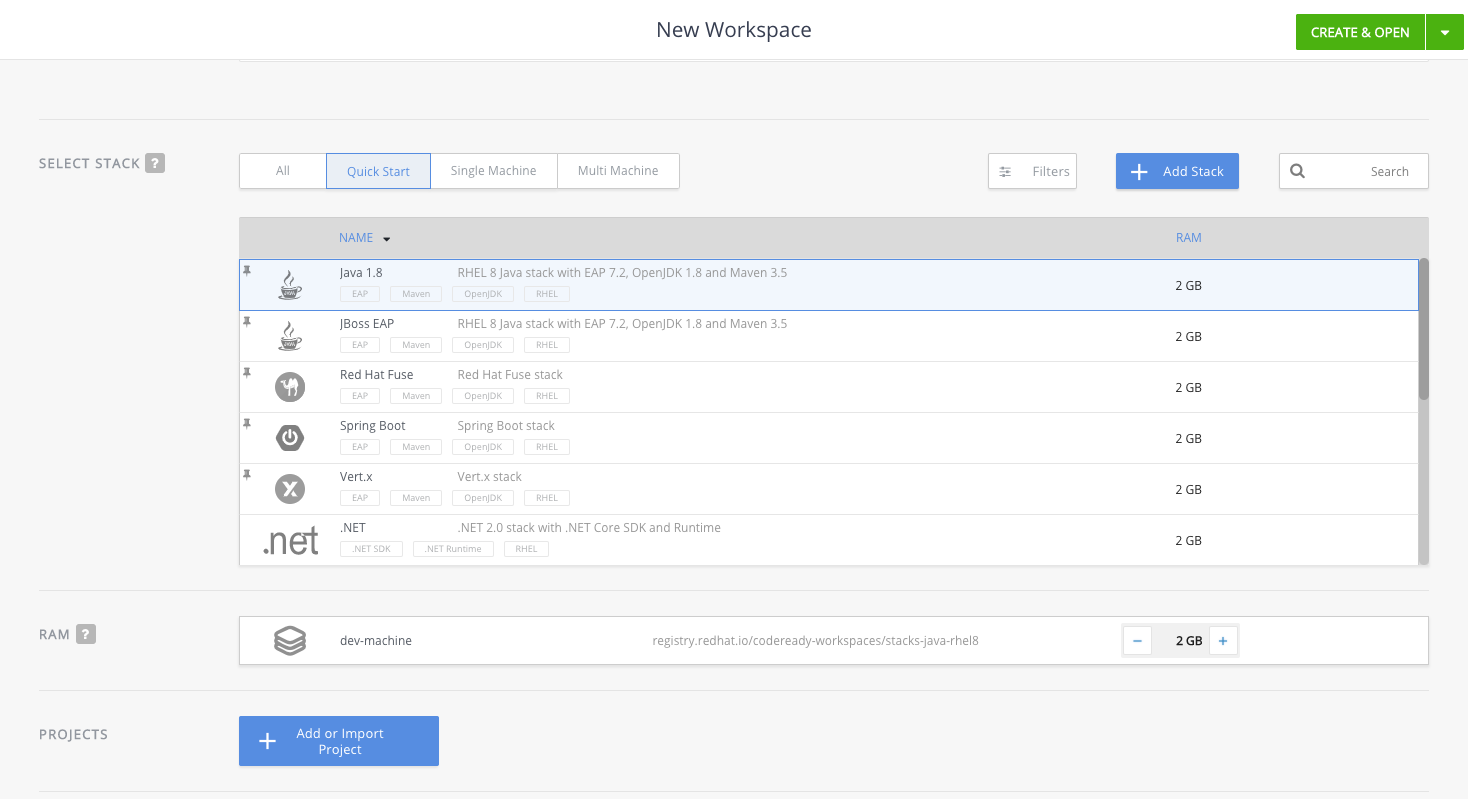 New Workspace
CREATE & OPEN
SELECT STACK ?
All Quick Start Single Machine Multi Machine Filters Add Stack Search
NAME RAM
Java 1.8 RHEL 8 Java stack with EAP 7.2, OpenJDK 1.8 and Maven 3.5 2 GB
EAP Maven OpenJDK RHEL
JBoss EAP RHEL 8 Java stack with EAP 7.2, OpenJDK 1.8 and Maven 3.5 2 GB
EAP Maven OpenJDK RHEL
Red Hat Fuse Red Hat Fuse stack 2 GB
EAP Maven OpenJDK RHEL
Spring Boot Spring Boot stack 2 GB
EAP Maven OpenJDK RHEL
Vert.x Vert.x stack 2 GB
EAP Maven OpenJDK RHEL
.net .NET .NET 2.0 stack with .NET Core SDK and Runtime 2 GB
.NET SDK .NET Runtime RHEL
RAM ?
dev-machine registry.redhat.io/codeready-workspaces/stacks-java-rhel8 − 2 GB +
PROJECTS
Add or Import
Project